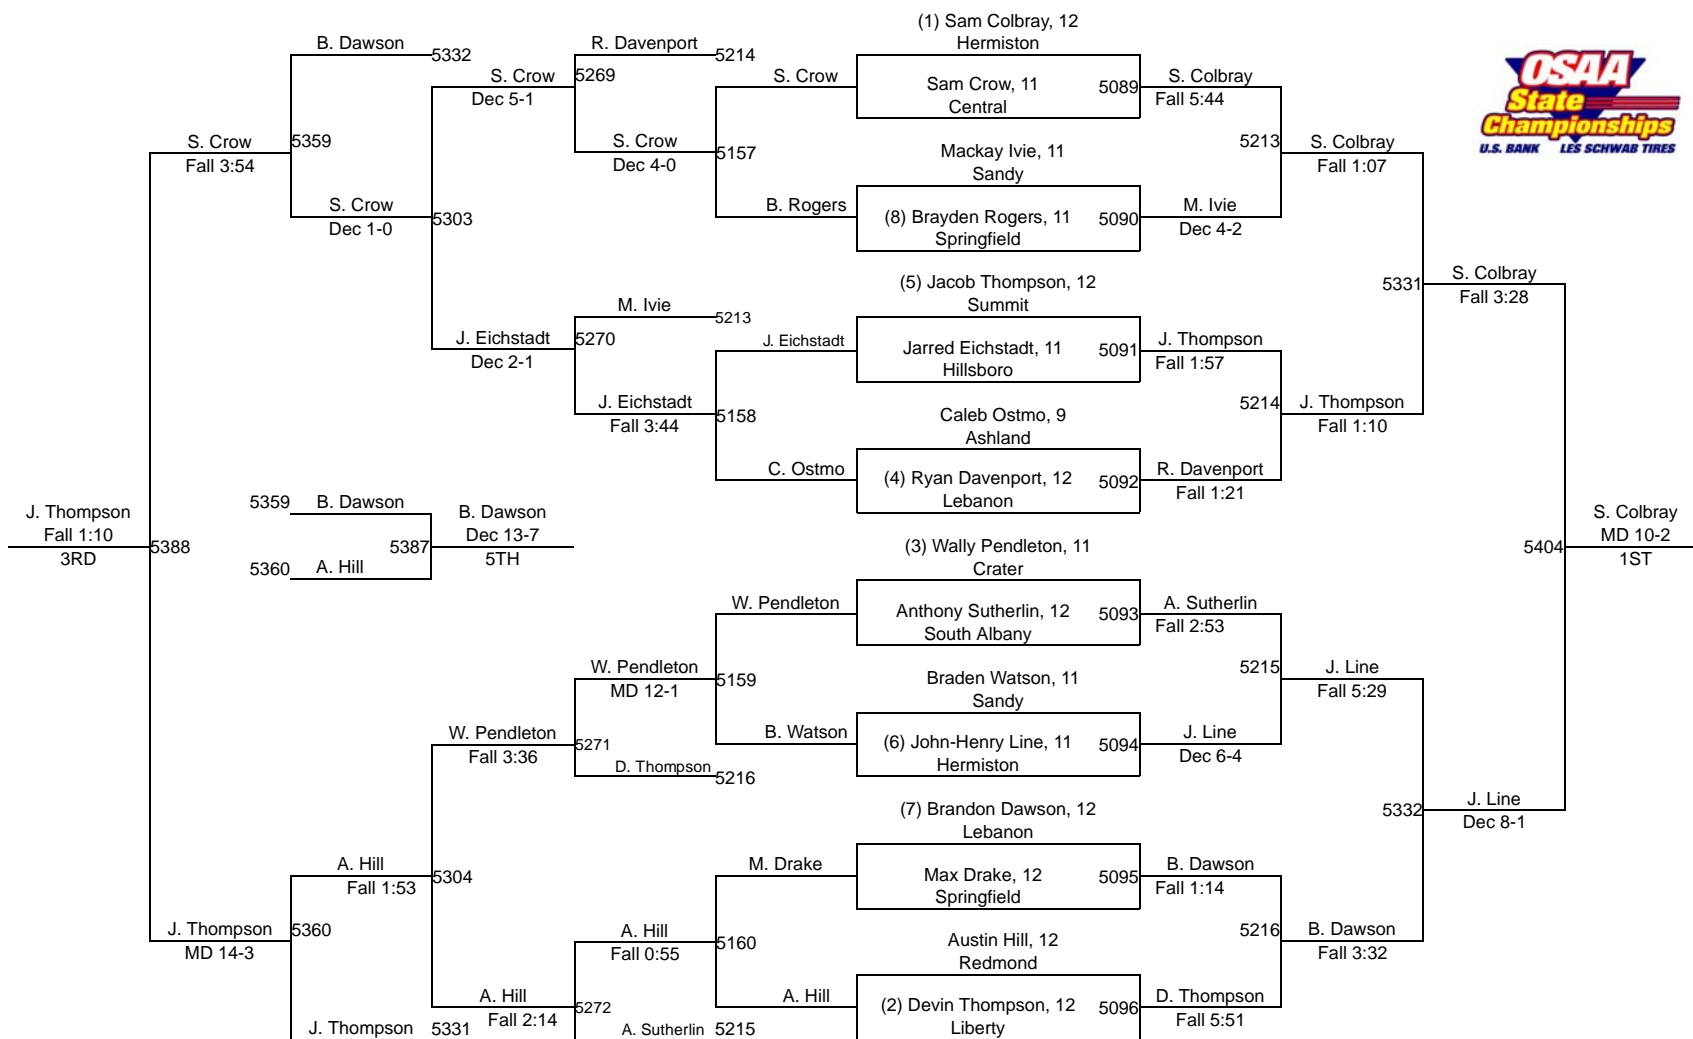 (1) Sam Colbray, 12
Hermiston
B. Dawson
5332
R. Davenport
5214
S. Crow
Dec 5-1
5269
S. Crow
Sam Crow, 11
Central
5089
S. Colbray
Fall 5:44
OSAA
State
Championships
U.S. BANK LES SCHWAB TIRES
S. Crow
Fall 3:54
5359
S. Crow
Dec 4-0
5157
Mackay Ivie, 11
Sandy
5213
S. Colbray
Fall 1:07
S. Crow
Dec 1-0
5303
B. Rogers
(8) Brayden Rogers, 11
Springfield
5090
M. Ivie
Dec 4-2
(5) Jacob Thompson, 12
Summit
5331
S. Colbray
Fall 3:28
M. Ivie
5213
J. Eichstadt
Dec 2-1
5270
J. Eichstadt
Jarred Eichstadt, 11
Hillsboro
5091
J. Thompson
Fall 1:57
J. Eichstadt
Fall 3:44
5158
Caleb Ostmo, 9
Ashland
5214
J. Thompson
Fall 1:10
C. Ostmo
(4) Ryan Davenport, 12
Lebanon
5092
R. Davenport
Fall 1:21
J. Thompson
Fall 1:10
3RD
5388
5359
B. Dawson
5360
A. Hill
5387
B. Dawson
Dec 13-7
5TH
(3) Wally Pendleton, 11
Crater
5404
S. Colbray
MD 10-2
1ST
W. Pendleton
Anthony Sutherlin, 12
South Albany
5093
A. Sutherlin
Fall 2:53
W. Pendleton
MD 12-1
5159
Braden Watson, 11
Sandy
5215
J. Line
Fall 5:29
W. Pendleton
Fall 3:36
5271
D. Thompson
5216
B. Watson
(6) John-Henry Line, 11
Hermiston
5094
J. Line
Dec 6-4
(7) Brandon Dawson, 12
Lebanon
5332
J. Line
Dec 8-1
A. Hill
Fall 1:53
5304
M. Drake
Max Drake, 12
Springfield
5095
B. Dawson
Fall 1:14
J. Thompson
MD 14-3
5360
A. Hill
Fall 0:55
5160
Austin Hill, 12
Redmond
5216
B. Dawson
Fall 3:32
A. Hill
Fall 2:14
5272
A. Hill
(2) Devin Thompson, 12
Liberty
5096
D. Thompson
Fall 5:51
J. Thompson
5331
A. Sutherlin
5215